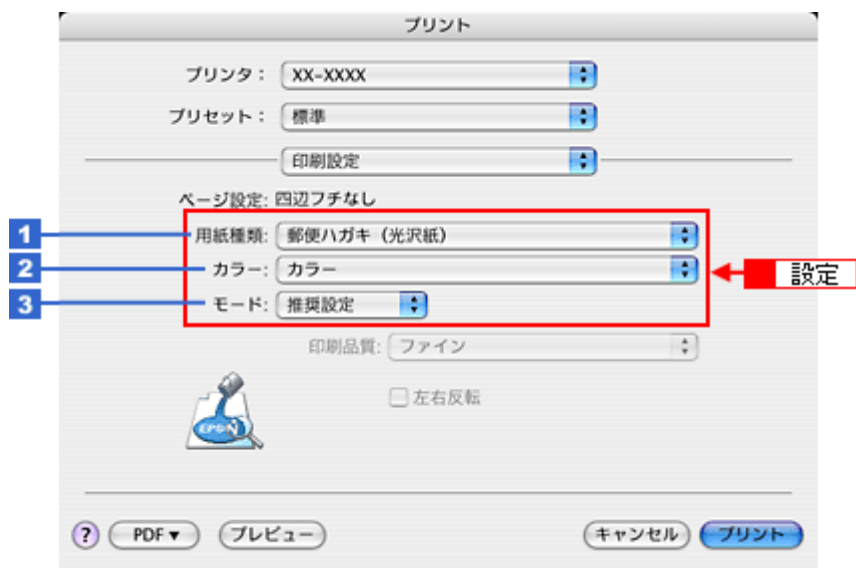 プリント
プリンタ： XX-XXXX
プリセット： 標準
印刷設定
ページ設定: 四辺フチなし
1 用紙種類: 郵便ハガキ（光沢紙）
2 カラー: カラー
設定
3 モード: 推奨設定
印刷品質: ファイン
左右反転
EPSON
? PDF▼ プレビュー キャンセル プリント